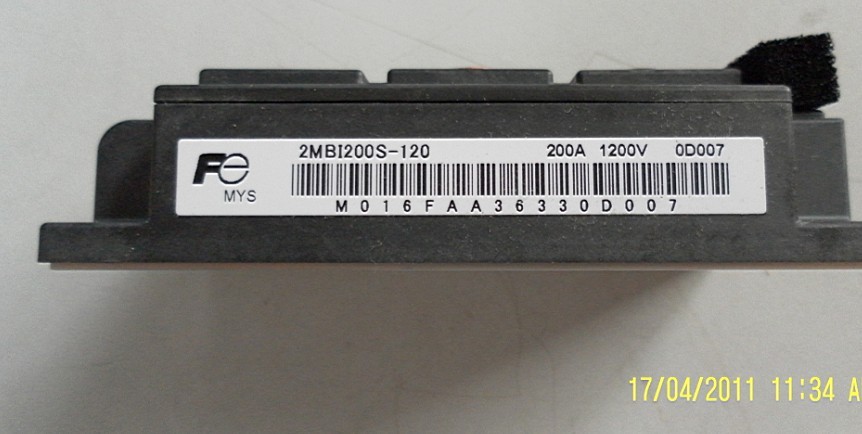 Fe
MYS
2MBI200S-120 200A 1200V 0D007
M016FAA36330D007
17/04/2011 11:34 A